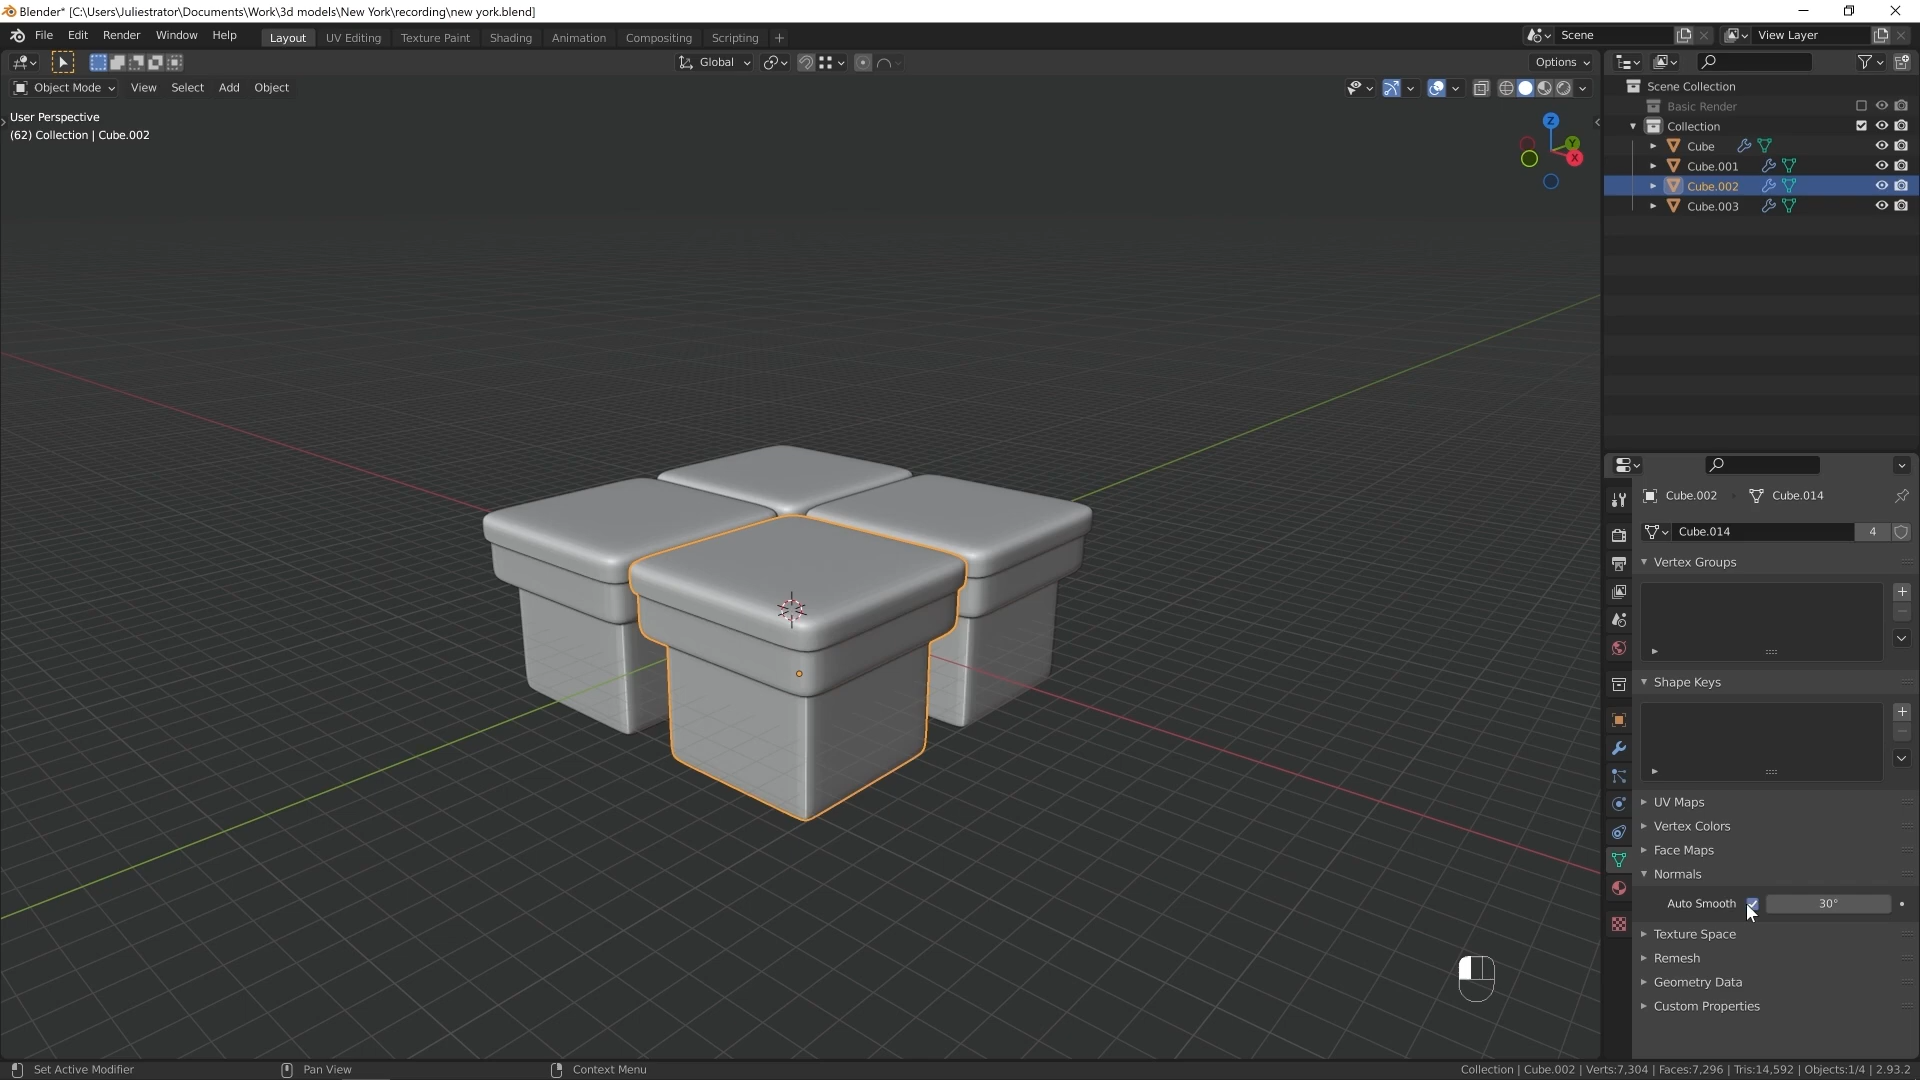 Blender* [C:\Users\Juliestrator\Documents\Work\3d models\New York\recording\new york.blend]
File Edit Render Window Help Layout UV Editing Texture Paint Shading Animation Compositing Scripting + Scene View Layer
Global Options
Object Mode View Select Add Object
User Perspective
(62) Collection | Cube.002
Z
Y
X
Scene Collection
Basic Render
Collection
Cube
Cube.001
Cube.002
Cube.003
Cube.002 Cube.014
Cube.014 4
Vertex Groups
Shape Keys
UV Maps
Vertex Colors
Face Maps
Normals
Auto Smooth 30°
Texture Space
Remesh
Geometry Data
Custom Properties
Set Active Modifier Pan View Context Menu Collection | Cube.002 | Verts:7,304 | Faces:7,296 | Tris:14,592 | Objects:1/4 | 2.93.2